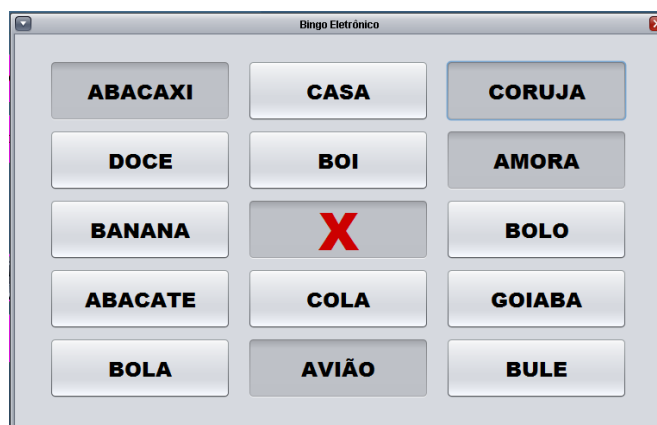 Bingo Eletrônico
ABACAXI CASA CORUJA
DOCE BOI AMORA
BANANA X BOLO
ABACATE COLA GOIABA
BOLA AVIÃO BULE